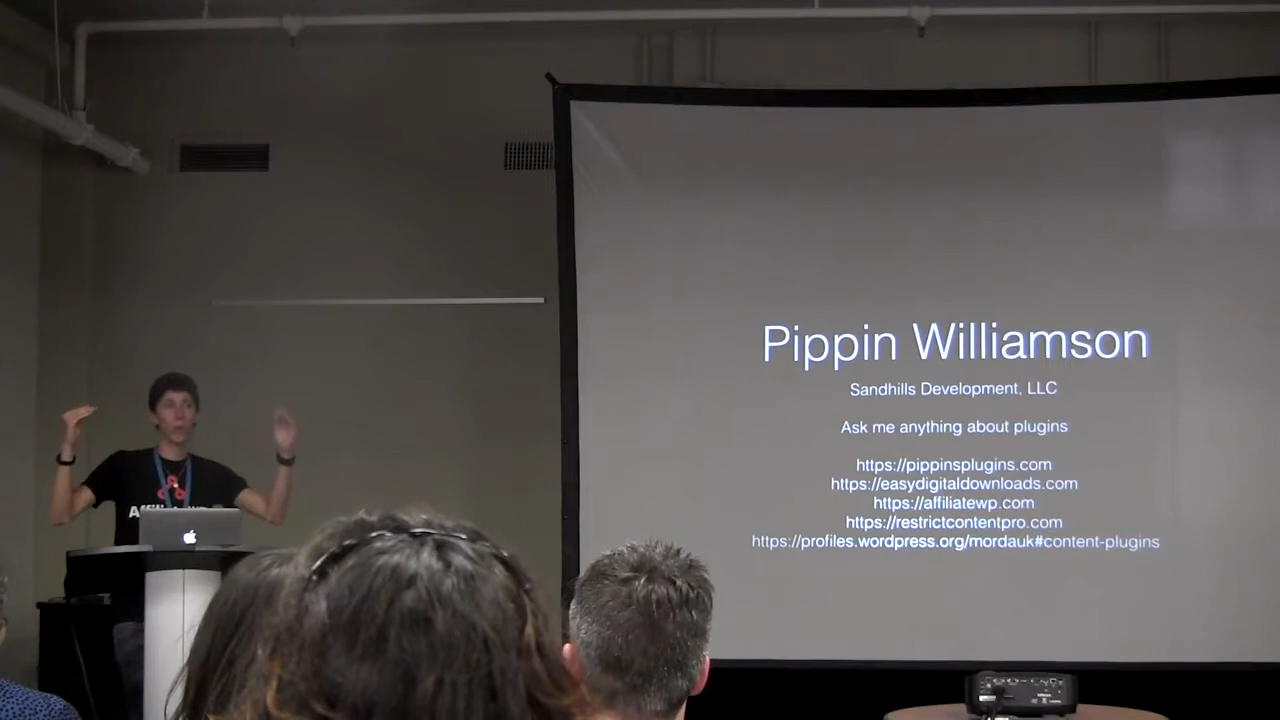 Pippin Williamson
Sandhills Development, LLC
Ask me anything about plugins
https://pippinsplugins.com
https://easydigitaldownloads.com
https://affiliatewp.com
https://restrictcontentpro.com
https://profiles.wordpress.org/mordauk#content-plugins